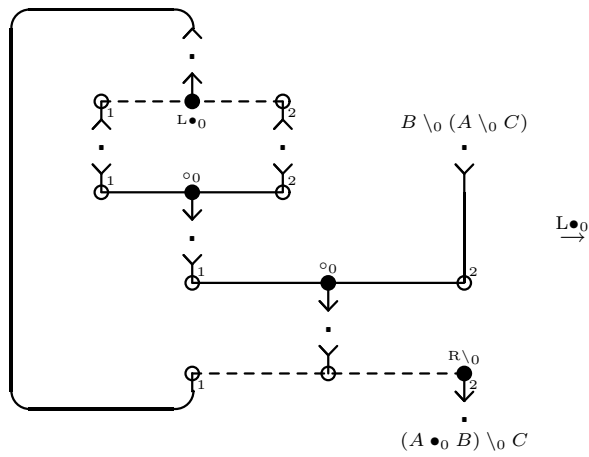 1 2
L●₀
B \₀ (A \₀ C)
∘₀
1 2
L●₀
→
∘₀
1 2
R\₀
1 2
(A ●₀ B) \₀ C